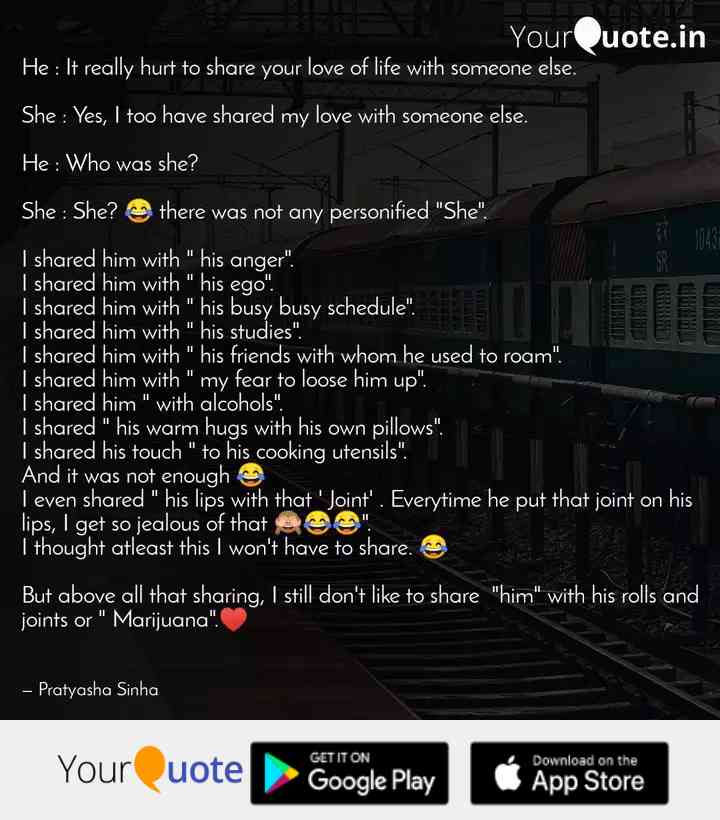 YourQuote.in
He : It really hurt to share your love of life with someone else.
She : Yes, I too have shared my love with someone else.
He : Who was she?
She : She? 😂 there was not any personified "She".
I shared him with " his anger".
I shared him with " his ego".
I shared him with " his busy busy schedule".
I shared him with " his studies".
I shared him with " his friends with whom he used to roam".
I shared him with " my fear to loose him up".
I shared him " with alcohols".
I shared " his warm hugs with his own pillows".
I shared his touch " to his cooking utensils".
And it was not enough 😂
I even shared " his lips with that ' Joint' . Everytime he put that joint on his
lips, I get so jealous of that 🙈😂😂".
I thought atleast this I won't have to share. 😂
But above all that sharing, I still don't like to share "him" with his rolls and
joints or " Marijuana".❤️
– Pratyasha Sinha
SR
YourQuote
GET IT ON
Google Play
Download on the
App Store